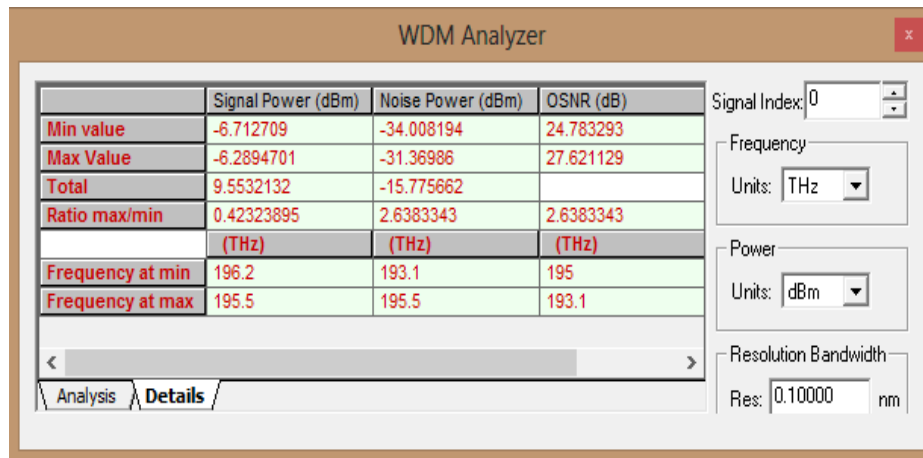 WDM Analyzer
x
Signal Power (dBm) Noise Power (dBm) OSNR (dB)
Min value -6.712709 -34.008194 24.783293
Max Value -6.2894701 -31.36986 27.621129
Total 9.5532132 -15.775662
Ratio max/min 0.42323895 2.6383343 2.6383343
(THz) (THz) (THz)
Frequency at min 196.2 193.1 195
Frequency at max 195.5 195.5 193.1
Analysis Details
Signal Index: 0
Frequency
Units: THz
Power
Units: dBm
Resolution Bandwidth
Res: 0.10000 nm